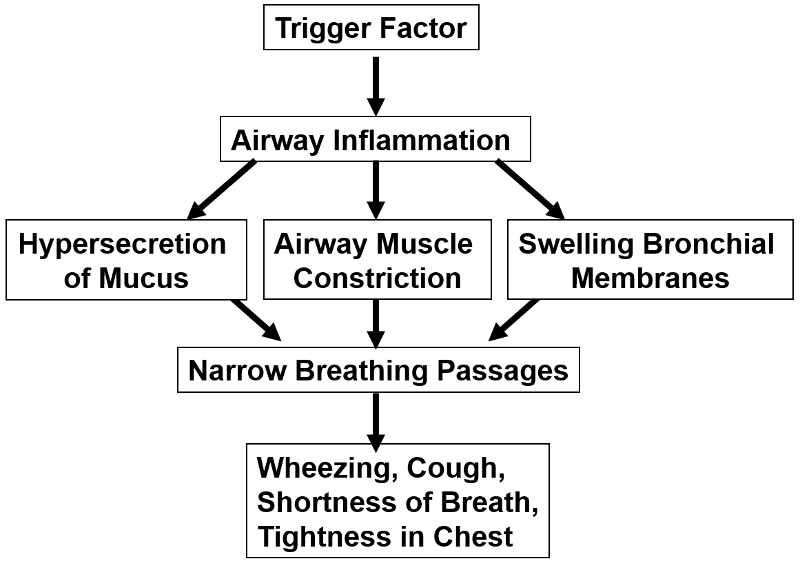 Trigger Factor
Airway Inflammation
Hypersecretion
of Mucus
Airway Muscle
Constriction
Swelling Bronchial
Membranes
Narrow Breathing Passages
Wheezing, Cough,
Shortness of Breath,
Tightness in Chest